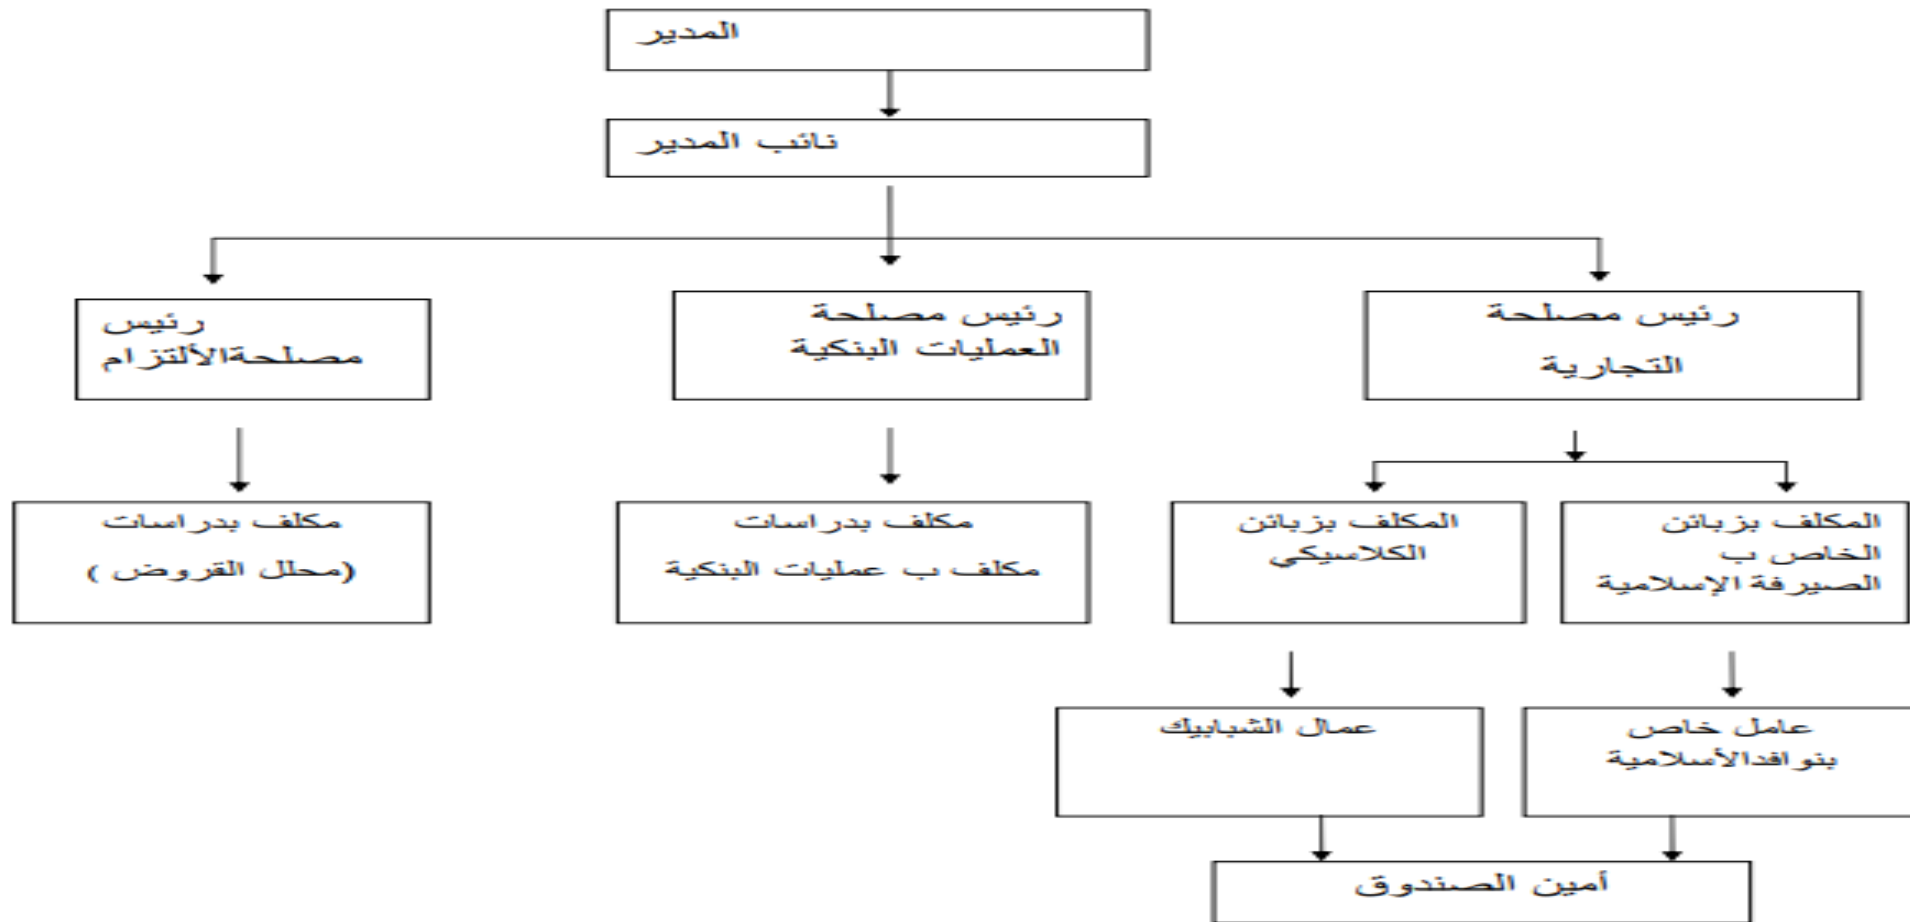 المدير
نائب المدير
رئيس مصلحة
التجارية
رئيس مصلحة
العمليات البنكية
رئيس
مصلحةالألتزام
المكلف بزبائن
الخاص ب
الصيرفة الإسلامية
المكلف بزبائن
الكلاسيكي
مكلف بدراسات
مكلف ب عمليات البنكية
مكلف بدراسات
(محلل القروض )
عامل خاص
بنوافدالأسلامية
عمال الشبابيك
أمين الصندوق